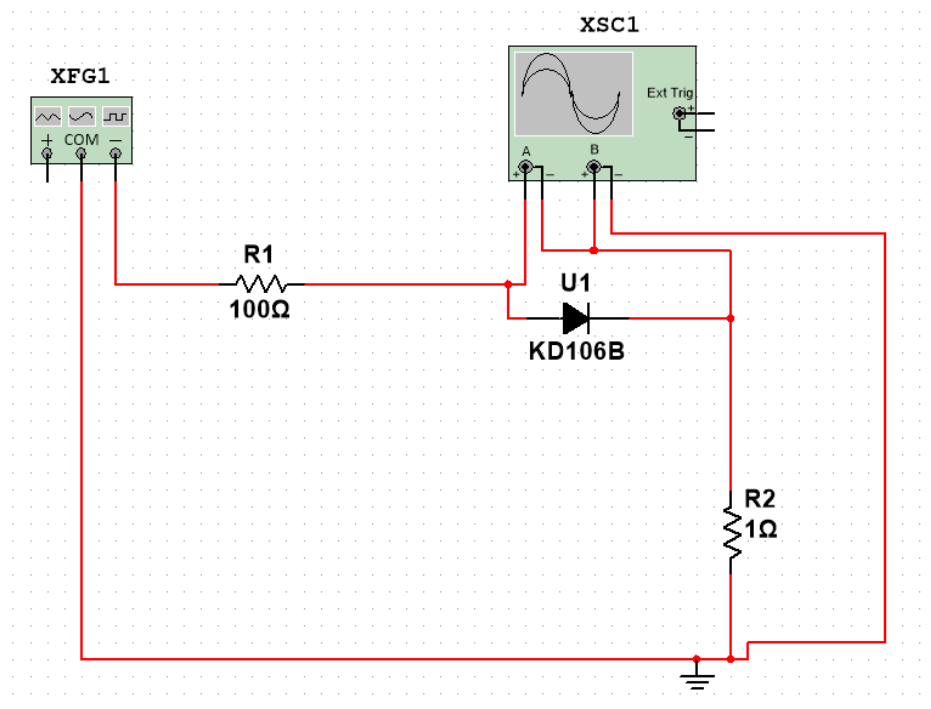 XSC1
XFG1
Ext Trig
+
-
+ COM -
A B
+ - + -
R1
100Ω
U1
KD106B
R2
1Ω